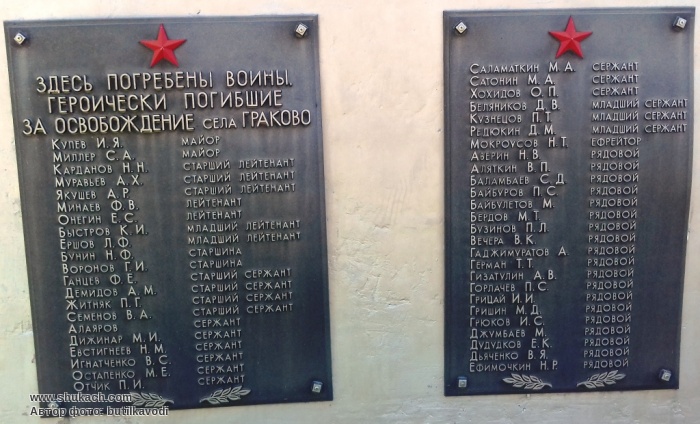 ЗДЕСЬ ПОГРЕБЕНЫ ВОИНЫ,
ГЕРОИЧЕСКИ ПОГИБШИЕ
ЗА ОСВОБОЖДЕНИЕ СЕЛА ГРАКОВО
КУПЕВ И.Я. МАЙОР
МИЛЛЕР С.А. МАЙОР
КАРДАНОВ Н.Н. СТАРШИЙ ЛЕЙТЕНАНТ
МУРАВЬЕВ А.Х. СТАРШИЙ ЛЕЙТЕНАНТ
ЯКУШЕВ А.Р. СТАРШИЙ ЛЕЙТЕНАНТ
МИНАЕВ Ф.В. ЛЕЙТЕНАНТ
ОНЕГИН Е.С. ЛЕЙТЕНАНТ
БЫСТРОВ К.И. МЛАДШИЙ ЛЕЙТЕНАНТ
ЕРШОВ Л.Ф. МЛАДШИЙ ЛЕЙТЕНАНТ
БУНИН Н.Ф. СТАРШИНА
ВОРОНОВ Г.И. СТАРШИНА
ГАНЦЕВ Ф.Е. СТАРШИЙ СЕРЖАНТ
ДЕМИДОВ А.М. СТАРШИЙ СЕРЖАНТ
ЖИТНЯК П.Г. СТАРШИЙ СЕРЖАНТ
СЕМЕНОВ В.А. СТАРШИЙ СЕРЖАНТ
АЛАЯРОВ СЕРЖАНТ
ДИЖИНАР М.И. СЕРЖАНТ
ЕВСТИГНЕЕВ Н.М. СЕРЖАНТ
ИГНАТЧЕНКО В.С. СЕРЖАНТ
ОСТАПЕНКО М.Е. СЕРЖАНТ
ОТЧИК П.И. СЕРЖАНТ
САЛАМАТКИН М.А. СЕРЖАНТ
САТОНИН М.А. СЕРЖАНТ
ХОХИДОВ О.П. СЕРЖАНТ
БЕЛЯНИКОВ Д.В. МЛАДШИЙ СЕРЖАНТ
КУЗНЕЦОВ П.Т. МЛАДШИЙ СЕРЖАНТ
РЕДЮКИН Д.М. МЛАДШИЙ СЕРЖАНТ
МОКРОУСОВ Н.Т. ЕФРЕЙТОР
АВЕРИН Н.В. РЯДОВОЙ
АЛЯТКИН В.П. РЯДОВОЙ
БАЛАМБАЕВ С.Д. РЯДОВОЙ
БАЙБУРОВ П.С. РЯДОВОЙ
БАЙБУЛЕТОВ М. РЯДОВОЙ
БЕРДОВ М.Т. РЯДОВОЙ
БУЗИНОВ П.Л. РЯДОВОЙ
ВЕЧЕРА В.К. РЯДОВОЙ
ГАДЖИМУРАТОВ А. РЯДОВОЙ
ГЕРМАН Т.Т. РЯДОВОЙ
ГИЗАТУЛИН А.В. РЯДОВОЙ
ГОРЛАЧЕВ П.С. РЯДОВОЙ
ГРИЦАЙ И.И. РЯДОВОЙ
ГРИШИН М.Д. РЯДОВОЙ
ГРЮКОВ И.С. РЯДОВОЙ
ДЖУМБАЕВ М. РЯДОВОЙ
ДУДУДКОВ Е.К. РЯДОВОЙ
ДЬЯЧЕНКО В.Я. РЯДОВОЙ
ЕФИМОЧКИН Н.Р. РЯДОВОЙ
www.shukach.com
Автор фото: butilkavodi